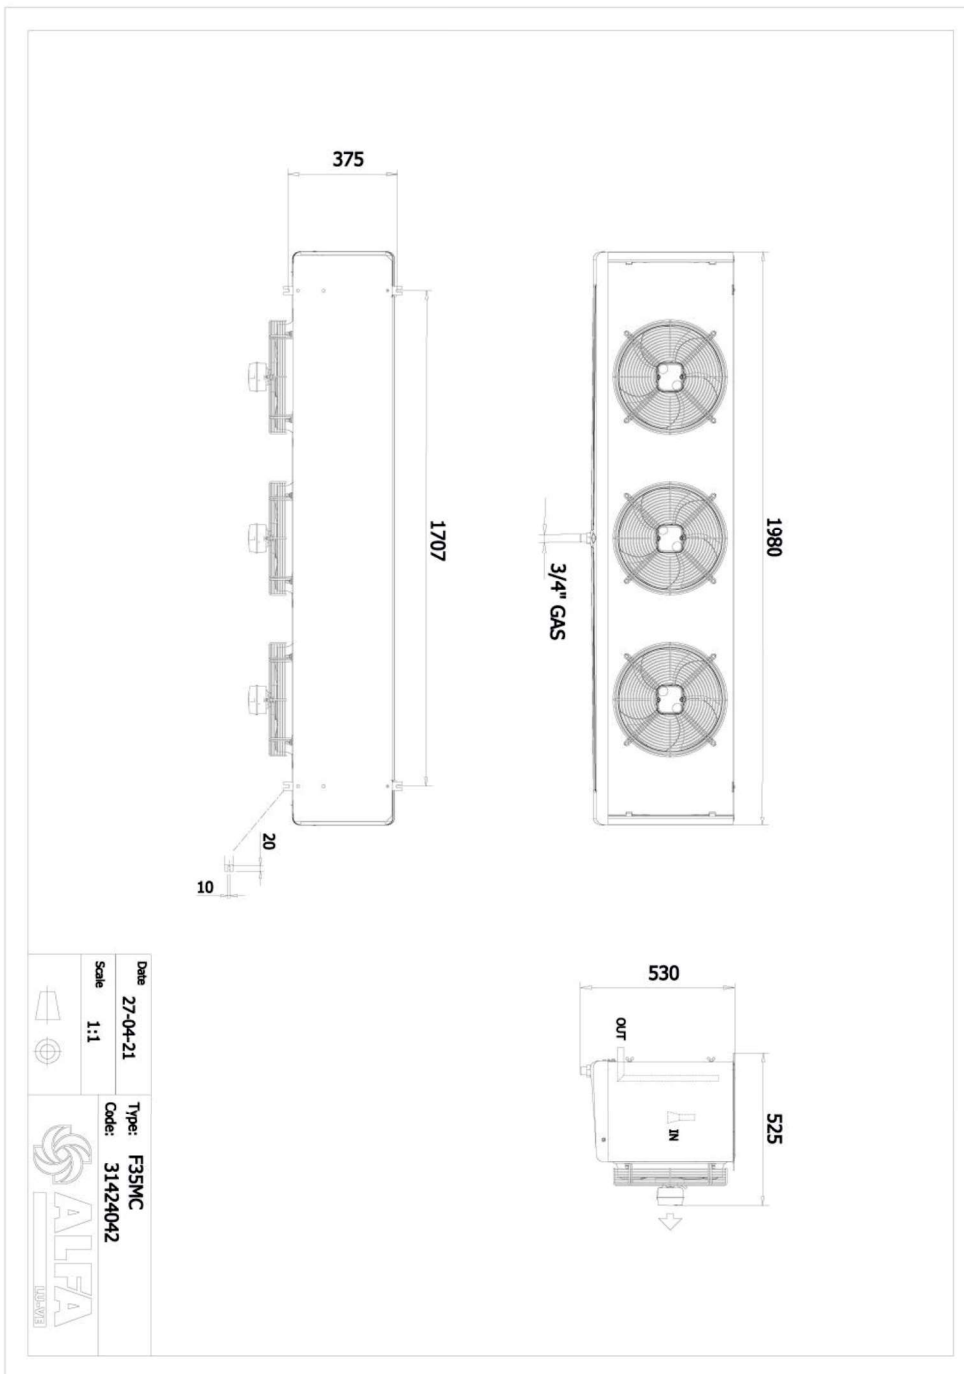 375
1980
1707
3/4" GAS
20
10
530
OUT
IN
525
Date
27-04-21
Scale
1:1
Type: F35MC
Code: 31424042
ALFA